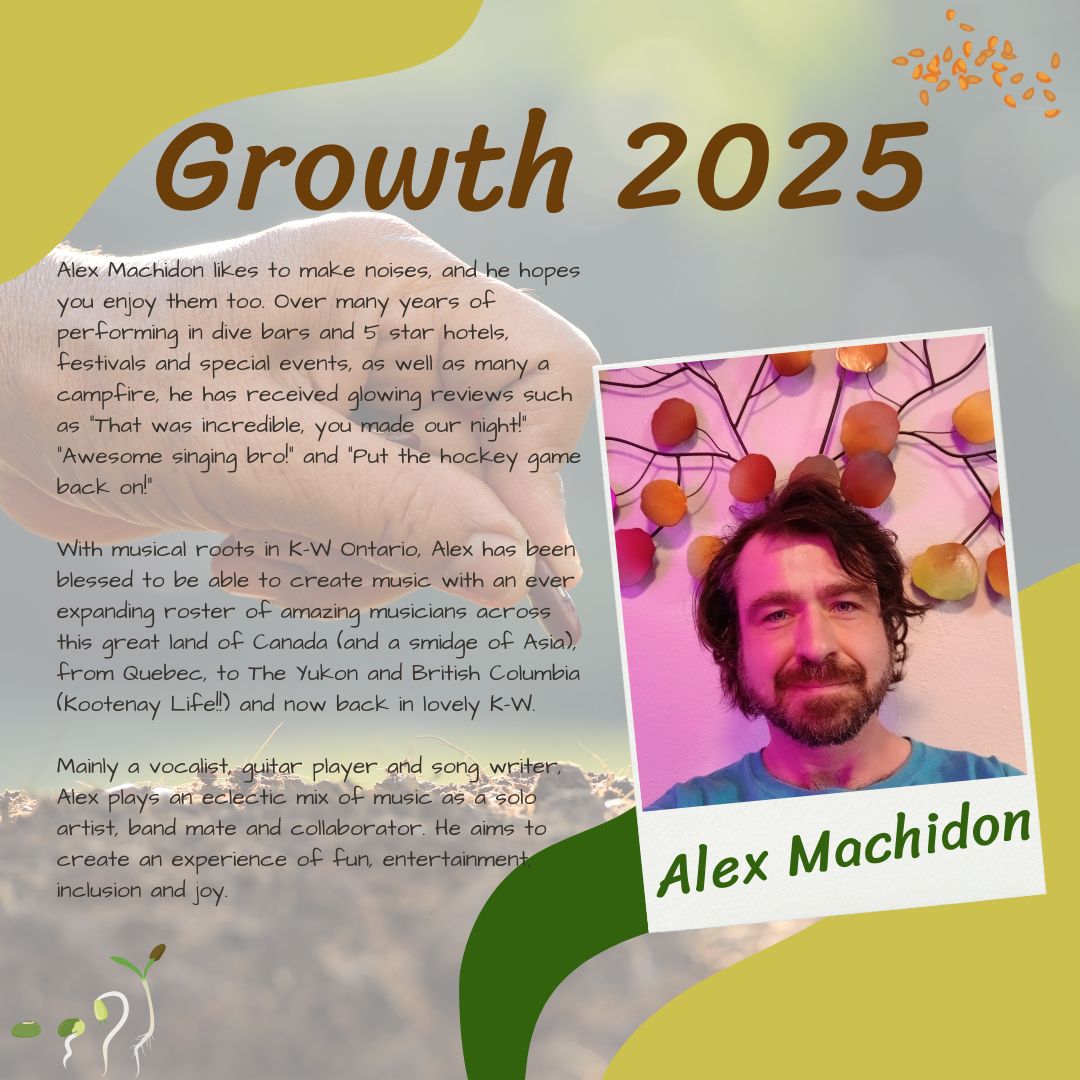 Growth 2025
Alex Machidon likes to make noises, and he hopes
you enjoy them too. Over many years of
performing in dive bars and 5 star hotels,
festivals and special events, as well as many a
campfire, he has received glowing reviews such
as "That was incredible, you made our night!"
"Awesome singing bro!" and "Put the hockey game
back on!"
With musical roots in K-W Ontario, Alex has been
blessed to be able to create music with an ever
expanding roster of amazing musicians across
this great land of Canada (and a smidge of Asia),
from Quebec, to The Yukon and British Columbia
(Kootenay Life!!) and now back in lovely K-W.
Mainly a vocalist, guitar player and song writer,
Alex plays an eclectic mix of music as a solo
artist, band mate and collaborator. He aims to
create an experience of fun, entertainment,
inclusion and joy.
Alex Machidon